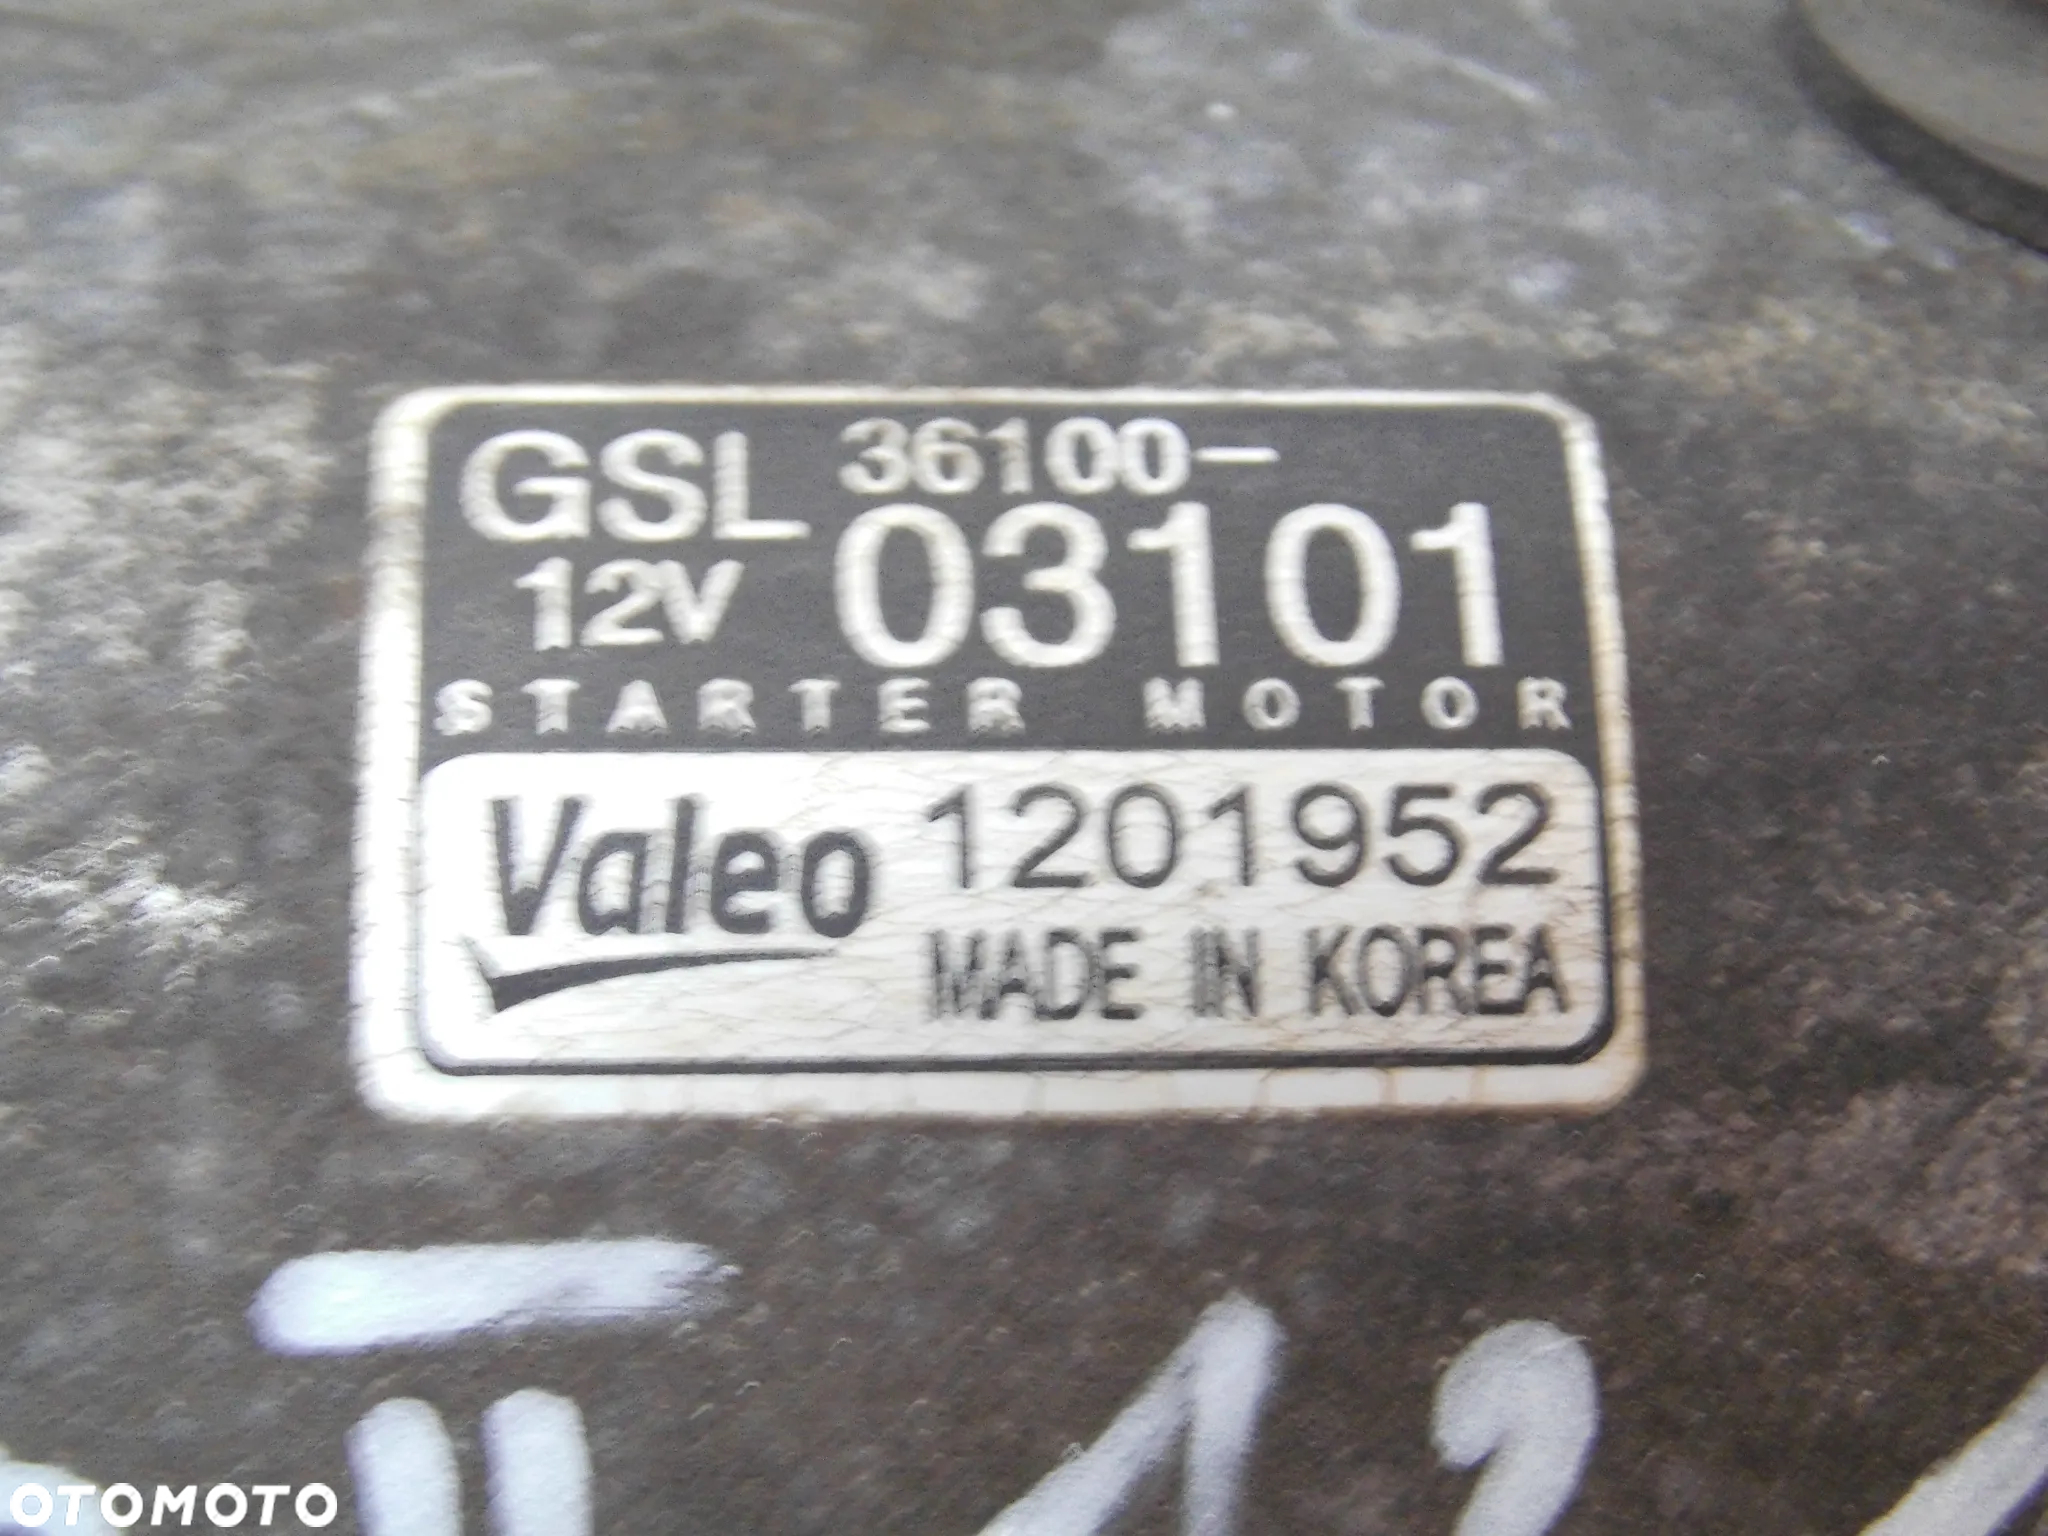 GSL 36100-
12V 03101
STARTER MOTOR
Valeo 1201952
MADE IN KOREA
OTOMOTO